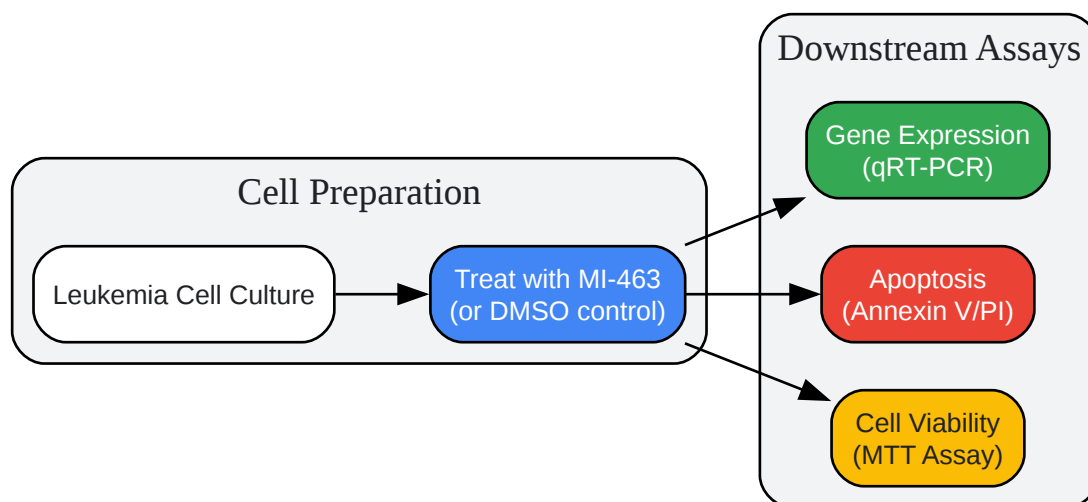 Cell Preparation
Leukemia Cell Culture
Treat with MI-463
(or DMSO control)
Downstream Assays
Gene Expression
(qRT-PCR)
Apoptosis
(Annexin V/PI)
Cell Viability
(MTT Assay)